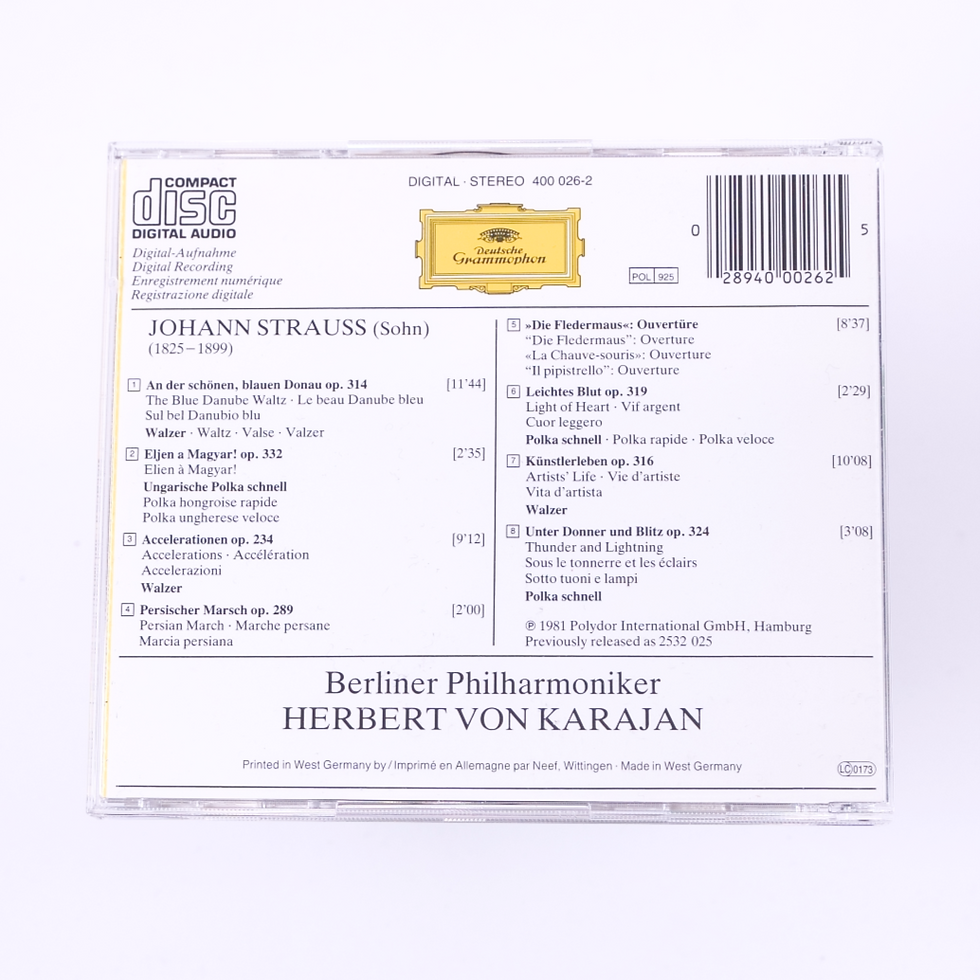 COMPACT
disc
DIGITAL AUDIO
Digital-Aufnahme
Digital Recording
Enregistrement numérique
Registrazione digitale
DIGITAL · STEREO 400 026-2
Deutsche
Grammophon
POL 925
0
28940 00262
5
JOHANN STRAUSS (Sohn)
(1825–1899)
1 An der schönen, blauen Donau op. 314 [11'44]
The Blue Danube Waltz · Le beau Danube bleu
Sul bel Danubio blu
Walzer · Waltz · Valse · Valzer
2 Eljen a Magyar! op. 332 [2'35]
Elien à Magyar!
Ungarische Polka schnell
Polka hongroise rapide
Polka ungherese veloce
3 Accelerationen op. 234 [9'12]
Accelerations · Accélération
Accelerazioni
Walzer
4 Persischer Marsch op. 289 [2'00]
Persian March · Marche persane
Marcia persiana
5 »Die Fledermaus«: Ouvertüre [8'37]
“Die Fledermaus”: Overture
«La Chauve-souris»: Ouverture
“Il pipistrello”: Ouverture
6 Leichtes Blut op. 319 [2'29]
Light of Heart · Vif argent
Cuor leggero
Polka schnell · Polka rapide · Polka veloce
7 Künstlerleben op. 316 [10'08]
Artists' Life · Vie d'artiste
Vita d'artista
Walzer
8 Unter Donner und Blitz op. 324 [3'08]
Thunder and Lightning
Sous le tonnerre et les éclairs
Sotto tuoni e lampi
Polka schnell
℗ 1981 Polydor International GmbH, Hamburg
Previously released as 2532 025
Berliner Philharmoniker
HERBERT VON KARAJAN
Printed in West Germany by / Imprimé en Allemagne par Neef, Wittingen · Made in West Germany
LC 0173